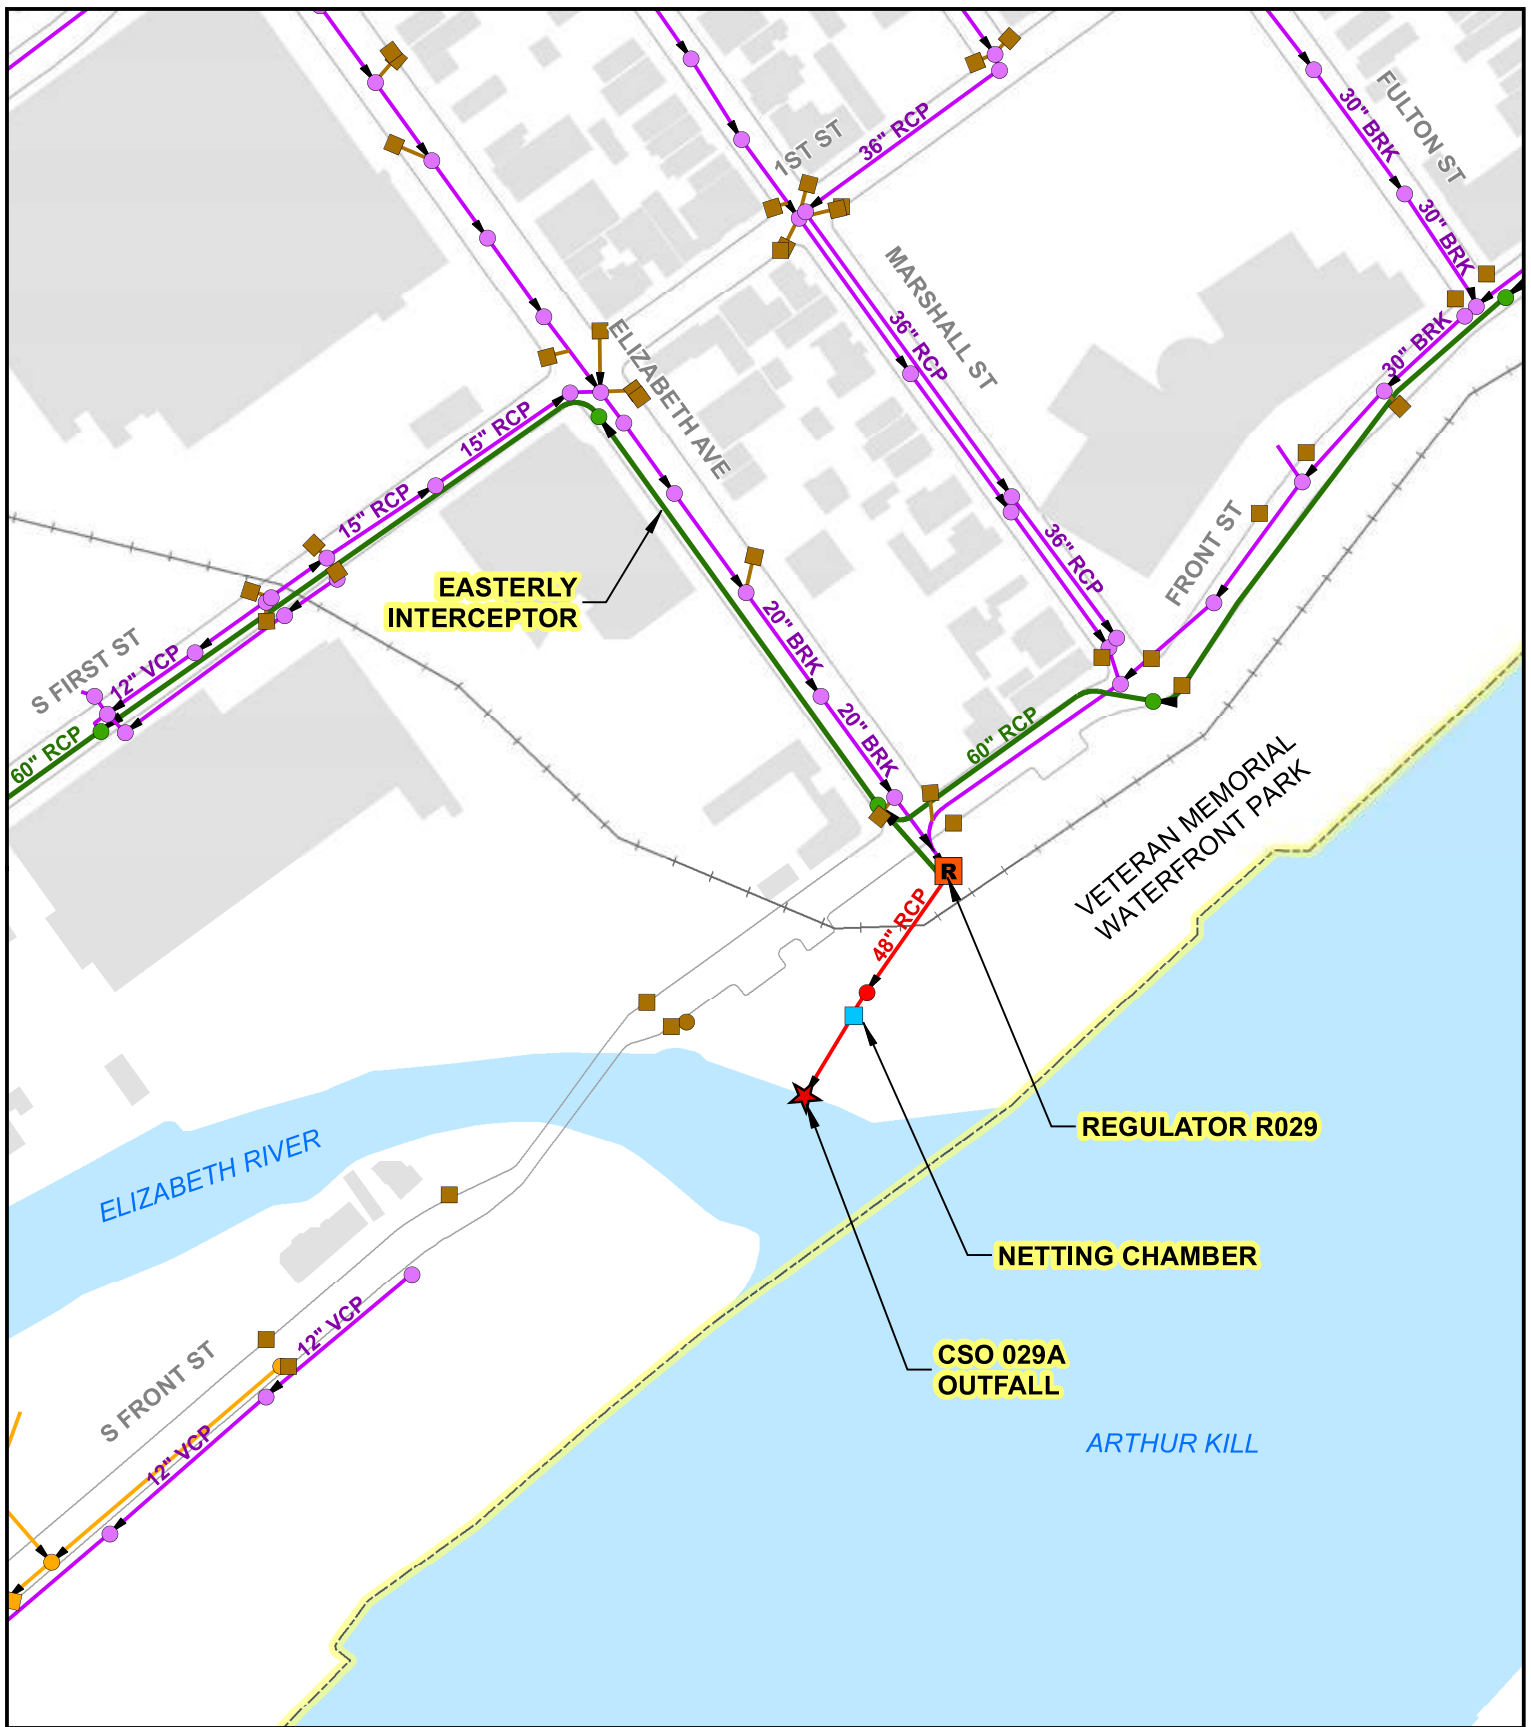 30" BRK
FULTON ST
36" RCP
1ST ST
30" BRK
MARSHALL ST
36" RCP
30" BRK
ELIZABETH AVE
15" RCP
15" RCP
36" RCP
FRONT ST
EASTERLY
INTERCEPTOR
20" BRK
S FIRST ST
12" VCP
20" BRK
60" RCP
60" RCP
VETERAN MEMORIAL
WATERFRONT PARK
R
48" RCP
REGULATOR R029
ELIZABETH RIVER
NETTING CHAMBER
12" VCP
CSO 029A
OUTFALL
S FRONT ST
12" VCP
ARTHUR KILL